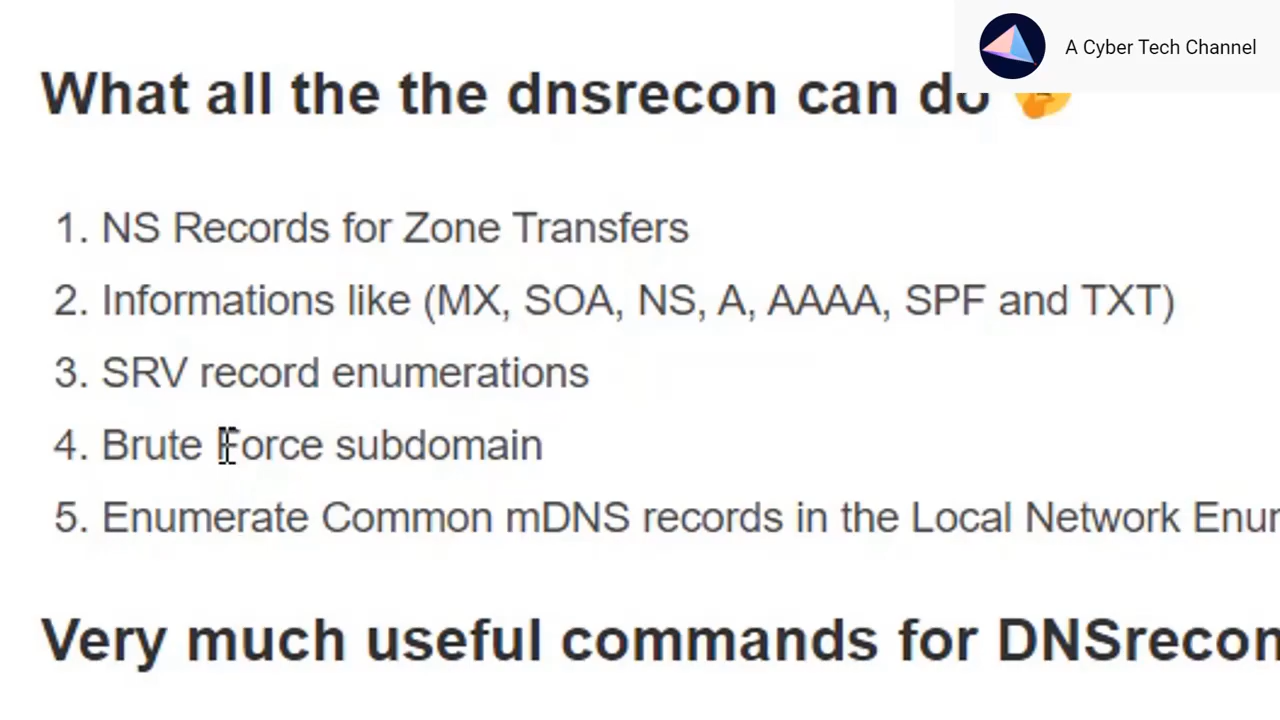 A Cyber Tech Channel
What all the the dnsrecon can do
1. NS Records for Zone Transfers
2. Informations like (MX, SOA, NS, A, AAAA, SPF and TXT)
3. SRV record enumerations
4. Brute Force subdomain
5. Enumerate Common mDNS records in the Local Network
Very much useful commands for DNSrecon